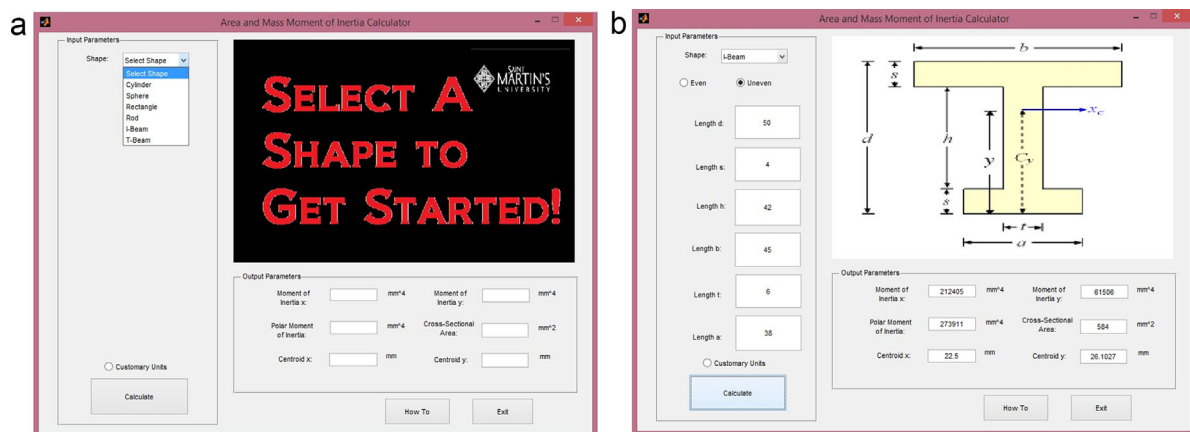 a
Area and Mass Moment of Inertia Calculator
Input Parameters
Shape: Select Shape
Select Shape
Cylinder
Sphere
Rectangle
Rod
I-Beam
T-Beam
Customary Units
Calculate
SAINT
MARTIN'S
UNIVERSITY
SELECT A
SHAPE TO
GET STARTED!
Output Parameters
Moment of Inertia x: mm^4 Moment of Inertia y: mm^4
Polar Moment of Inertia: mm^4 Cross-Sectional Area: mm^2
Centroid x: mm Centroid y: mm
How To Exit
b
Area and Mass Moment of Inertia Calculator
Input Parameters
Shape: I-Beam
Even Uneven
Length d: 50
Length s: 4
Length h: 42
Length b: 45
Length t: 6
Length a: 38
Customary Units
Calculate
b
s
x_c
d
h
y
C_y
s
t
a
Output Parameters
Moment of Inertia x: 212405 mm^4 Moment of Inertia y: 61506 mm^4
Polar Moment of Inertia: 273911 mm^4 Cross-Sectional Area: 584 mm^2
Centroid x: 22.5 mm Centroid y: 26.1027 mm
How To Exit